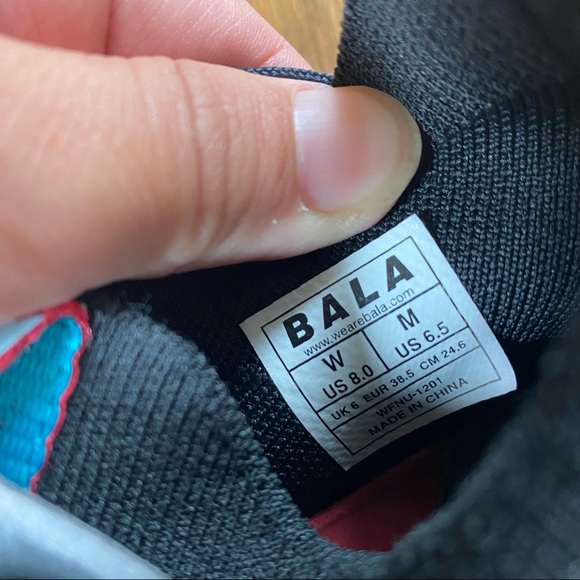 BALA
www.wearebala.com
W M
US 8.0 US 6.5
UK 6 EUR 38.5 CM 24.6
WFNU-1201
MADE IN CHINA